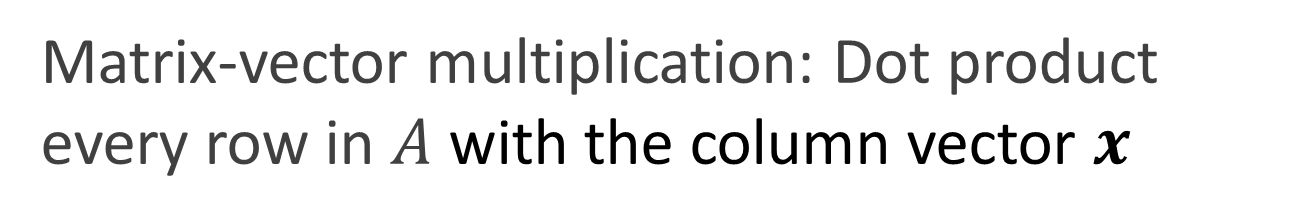 Matrix-vector multiplication: Dot product
every row in A with the column vector x